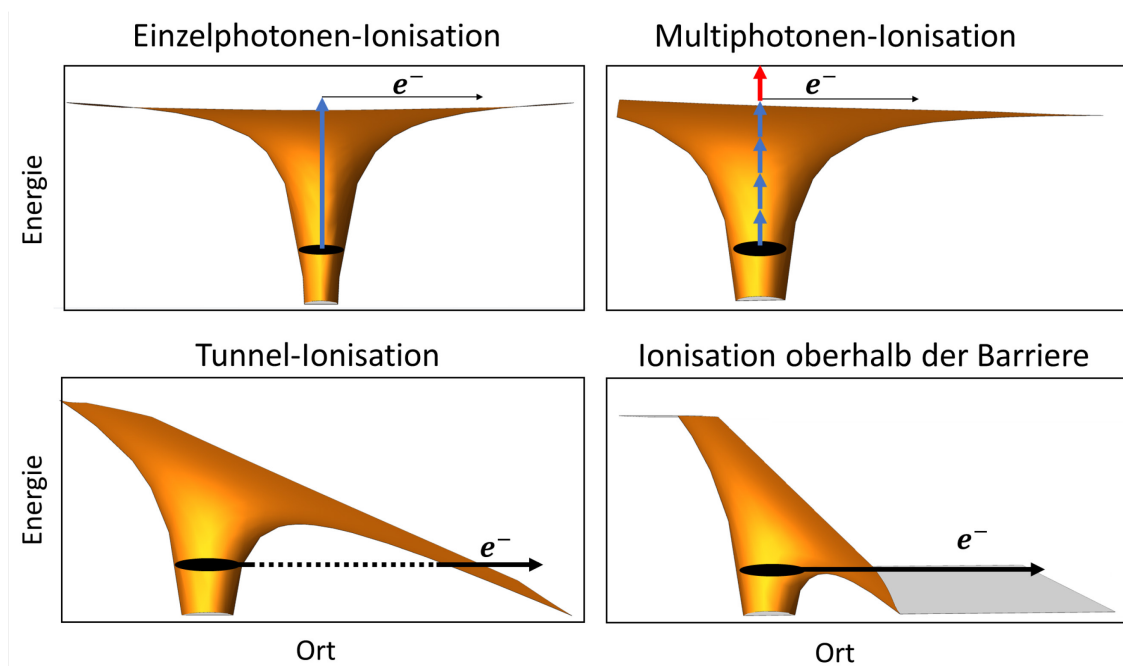 Einzelphotonen-Ionisation
Multiphotonen-Ionisation
e⁻
e⁻
Energie
Tunnel-Ionisation
Ionisation oberhalb der Barriere
e⁻
e⁻
Energie
Ort
Ort